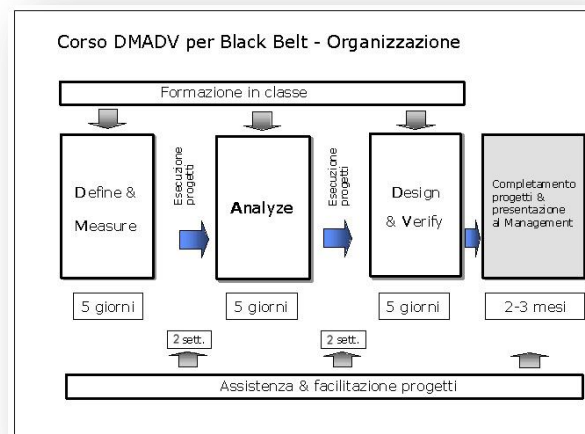 Corso DMADV per Black Belt - Organizzazione
Formazione in classe
Define &
Measure
Esecuzione
progetti
Analyze
Esecuzione
progetti
Design
& Verify
Completamento
progetti &
presentazione
al Management
5 giorni
5 giorni
5 giorni
2-3 mesi
2 sett.
2 sett.
Assistenza & facilitazione progetti